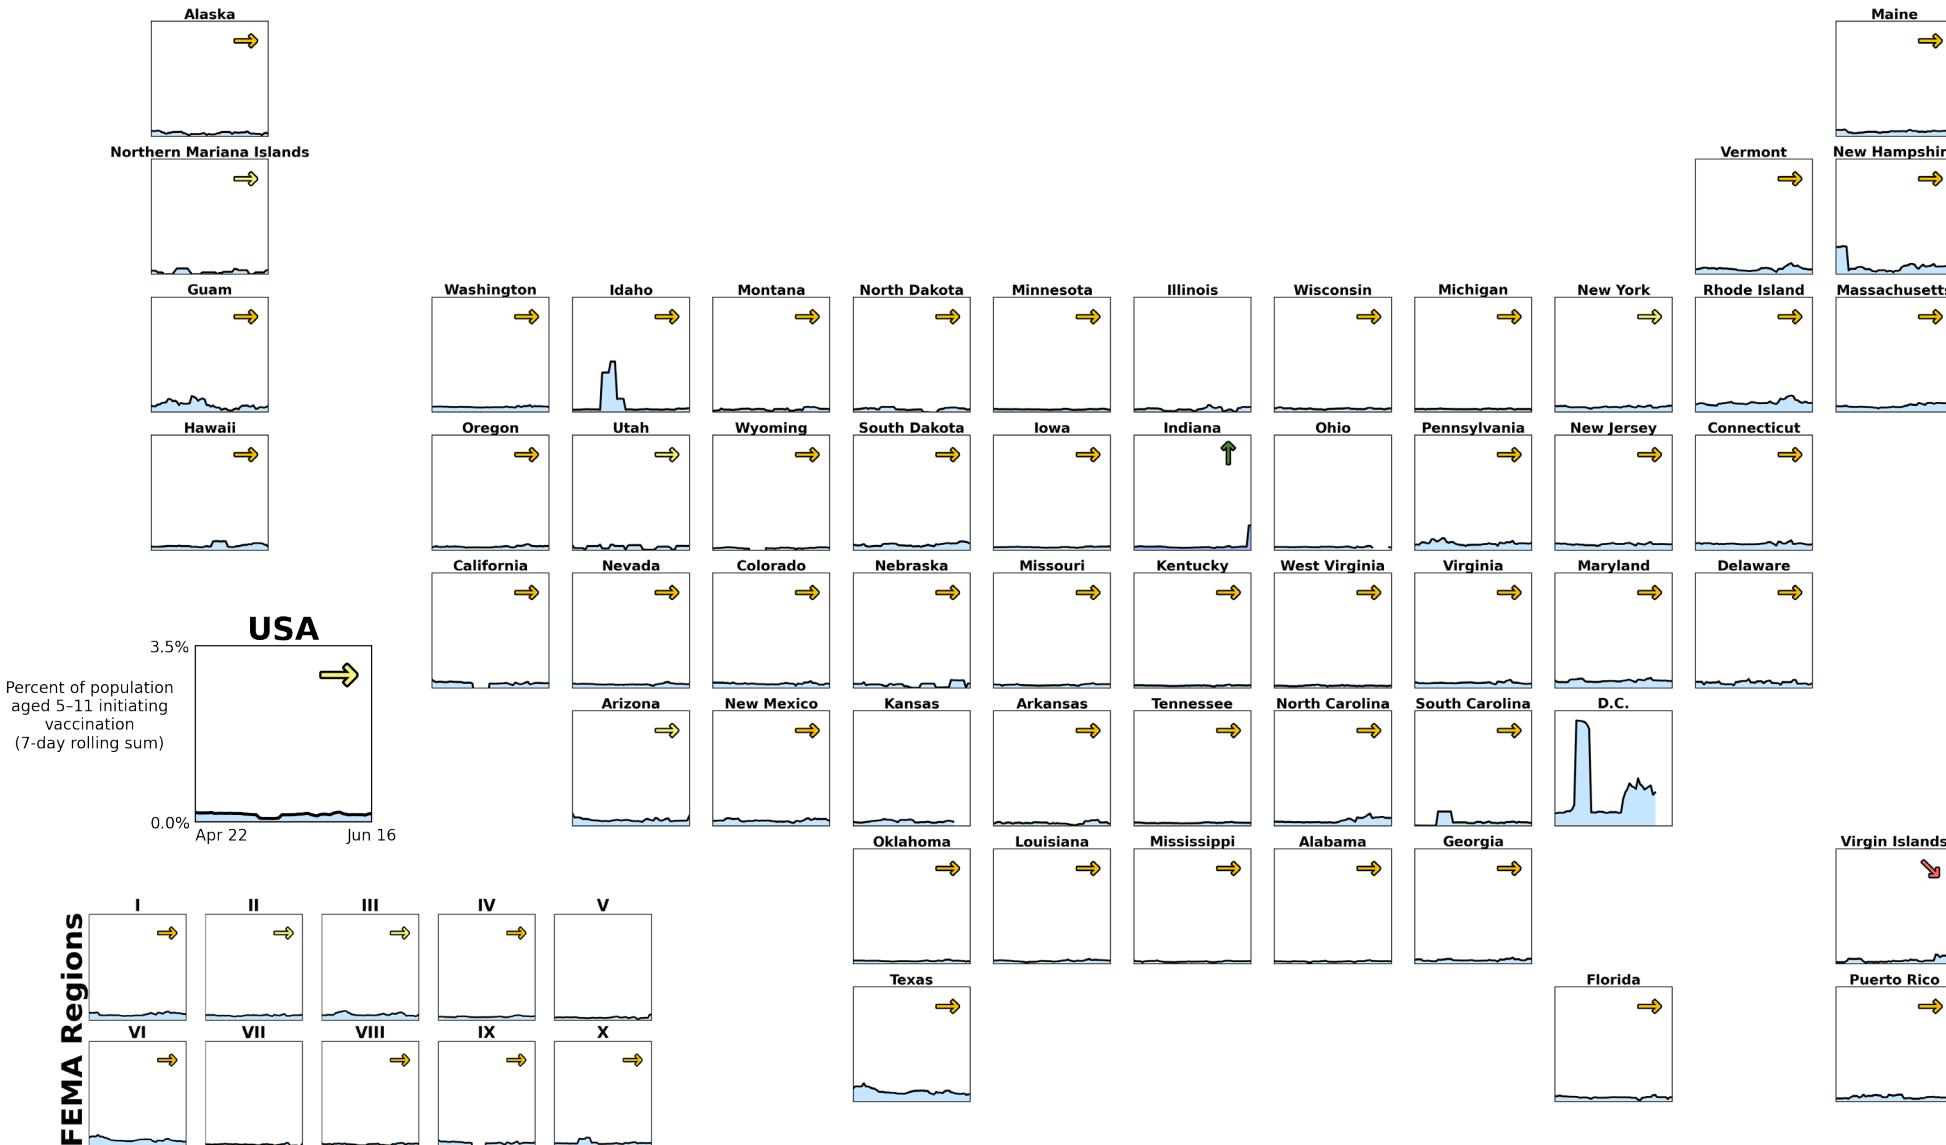 Alaska
Maine
Northern Mariana Islands
Vermont
New Hampshir
Guam
Washington
Idaho
Montana
North Dakota
Minnesota
Illinois
Wisconsin
Michigan
New York
Rhode Island
Massachusetts
Hawaii
Oregon
Utah
Wyoming
South Dakota
Iowa
Indiana
Ohio
Pennsylvania
New Jersey
Connecticut
California
Nevada
Colorado
Nebraska
Missouri
Kentucky
West Virginia
Virginia
Maryland
Delaware
USA
3.5%
Percent of population
aged 5–11 initiating
vaccination
(7-day rolling sum)
0.0%
Apr 22
Jun 16
Arizona
New Mexico
Kansas
Arkansas
Tennessee
North Carolina
South Carolina
D.C.
Oklahoma
Louisiana
Mississippi
Alabama
Georgia
Virgin Islands
Texas
Florida
Puerto Rico
FEMA Regions
I
II
III
IV
V
VI
VII
VIII
IX
X